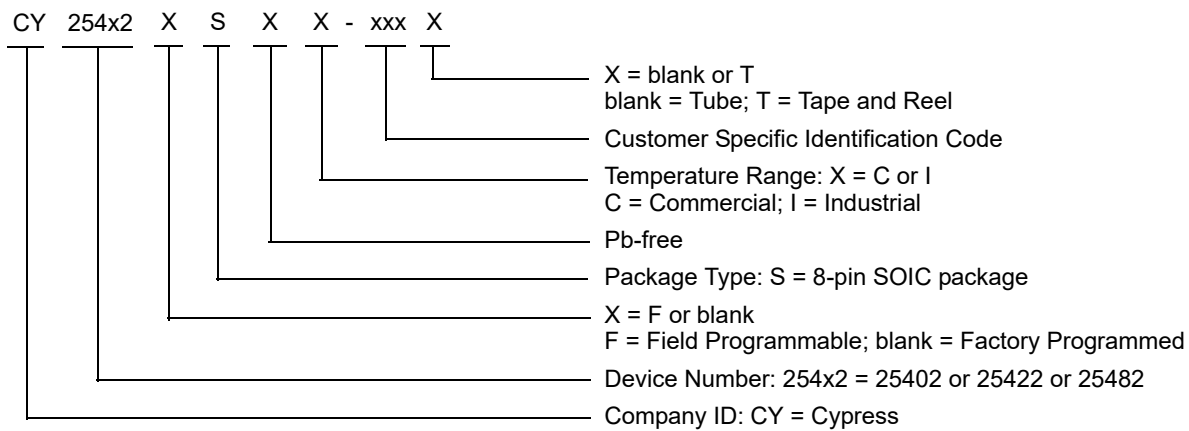 CY 254x2 X S X X - xxx X
X = blank or T
blank = Tube; T = Tape and Reel
Customer Specific Identification Code
Temperature Range: X = C or I
C = Commercial; I = Industrial
Pb-free
Package Type: S = 8-pin SOIC package
X = F or blank
F = Field Programmable; blank = Factory Programmed
Device Number: 254x2 = 25402 or 25422 or 25482
Company ID: CY = Cypress